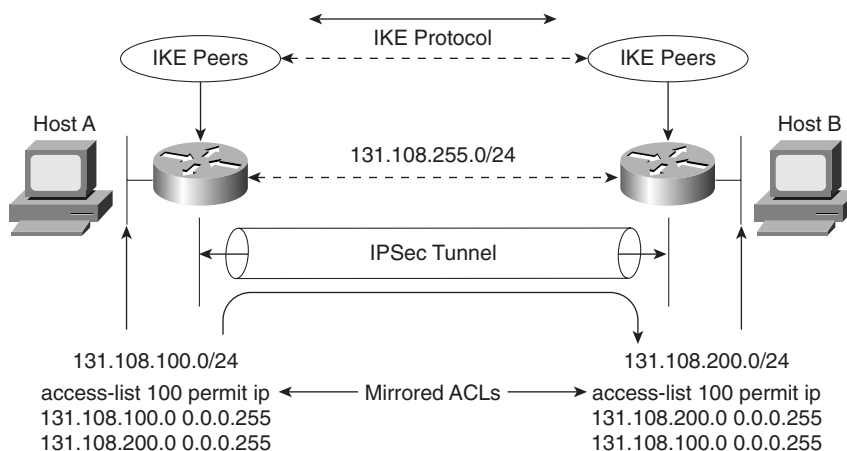 IKE Protocol
IKE Peers
IKE Peers
Host A
Host B
131.108.255.0/24
IPSec Tunnel
131.108.100.0/24
131.108.200.0/24
access-list 100 permit ip
131.108.100.0 0.0.0.255
131.108.200.0 0.0.0.255
Mirrored ACLs
access-list 100 permit ip
131.108.200.0 0.0.0.255
131.108.100.0 0.0.0.255